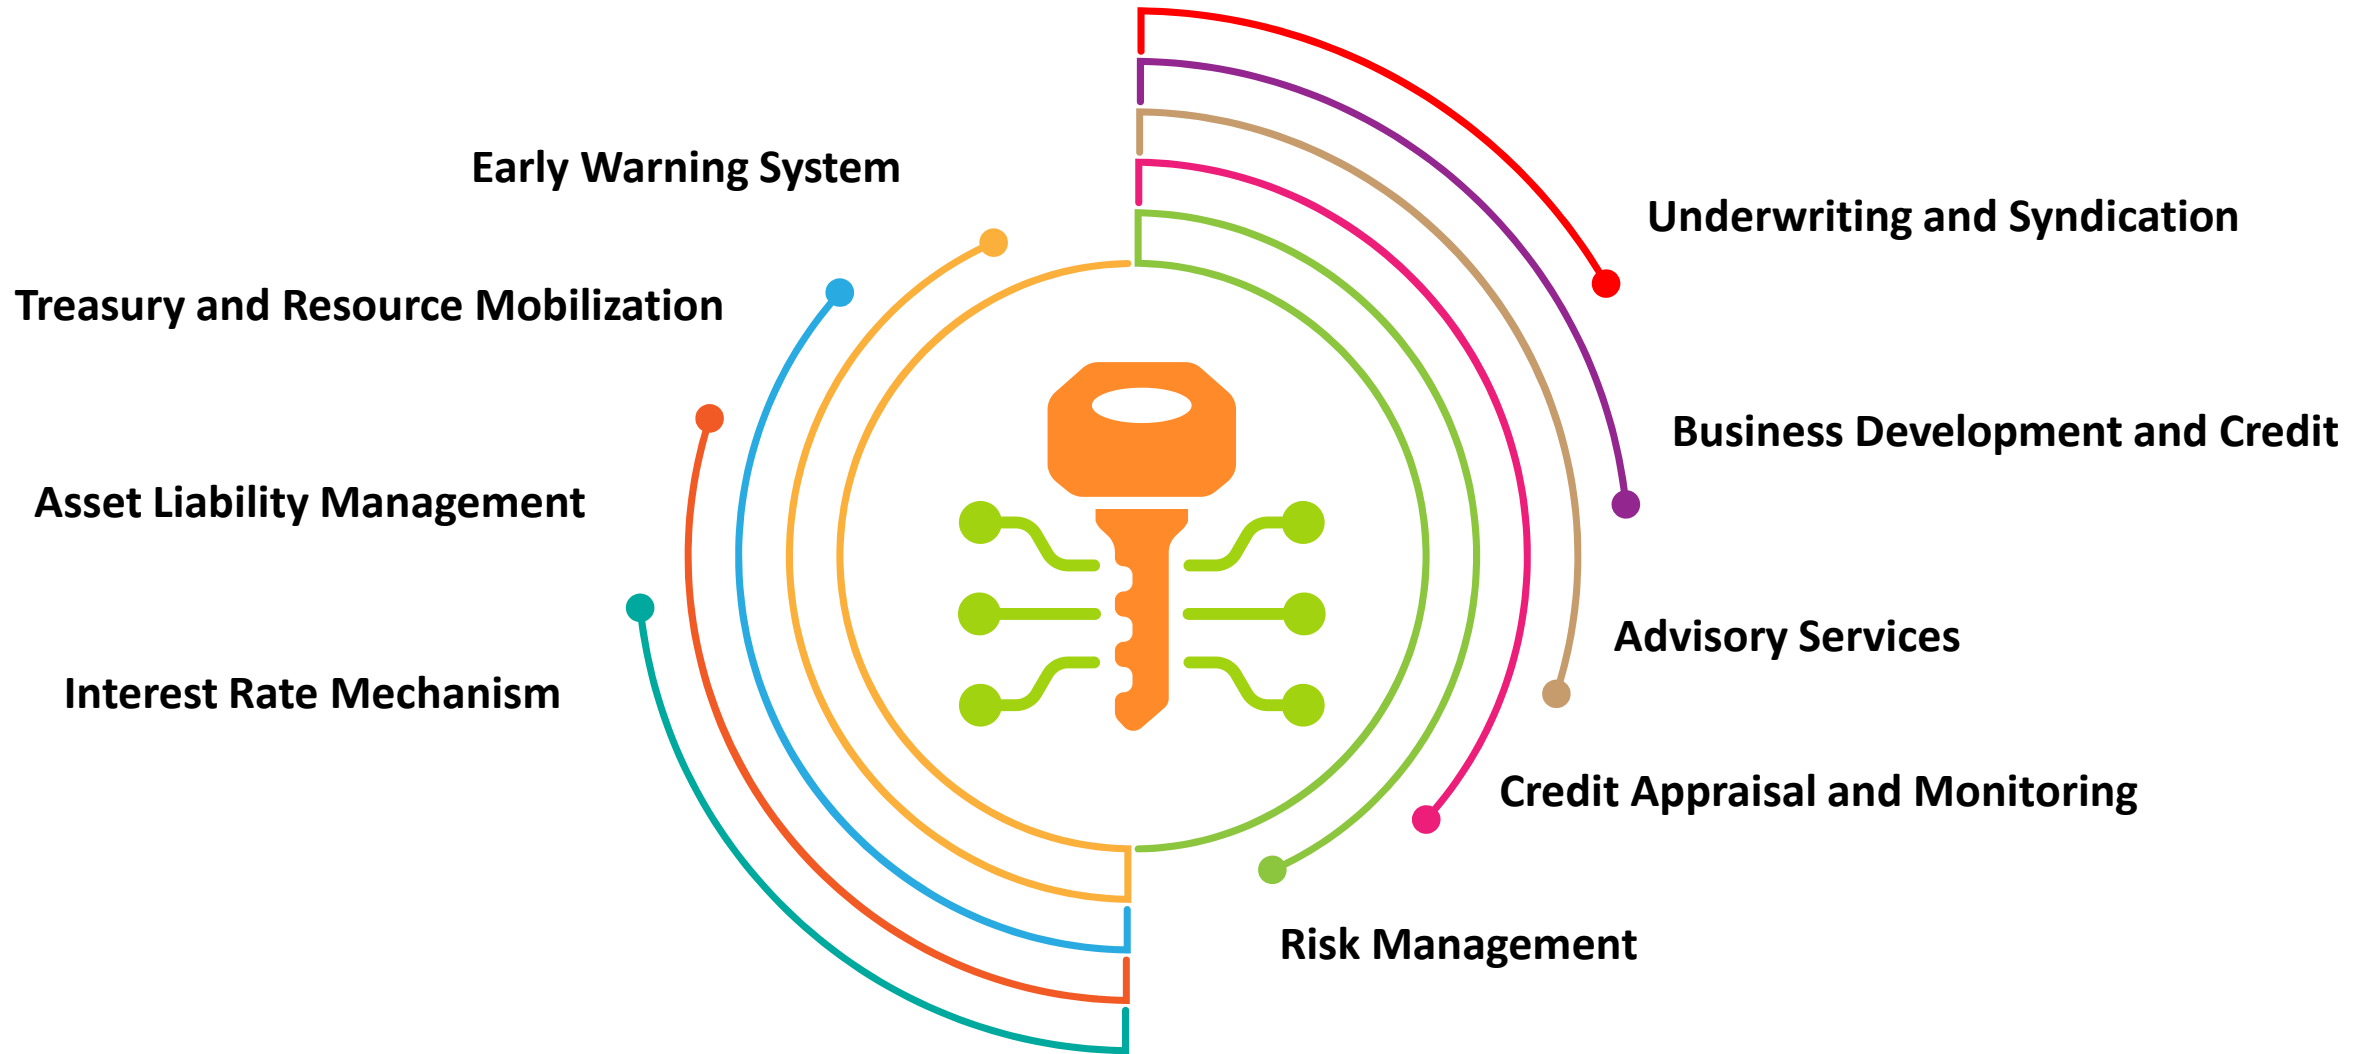 Early Warning System
Treasury and Resource Mobilization
Asset Liability Management
Interest Rate Mechanism
Underwriting and Syndication
Business Development and Credit
Advisory Services
Credit Appraisal and Monitoring
Risk Management